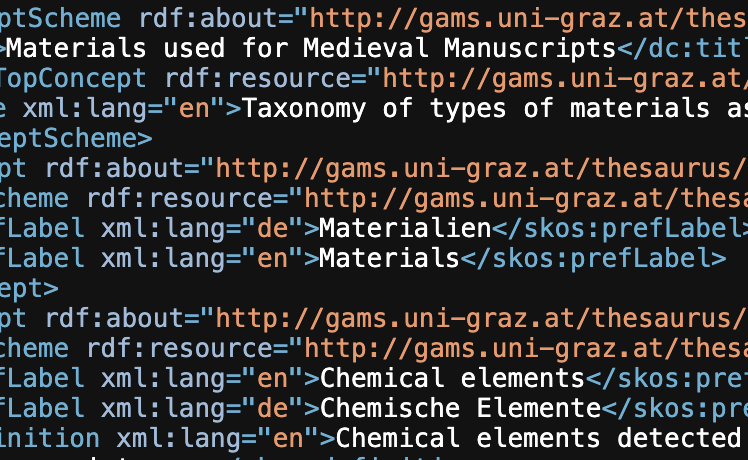 ptScheme rdf:about="http://gams.uni-graz.at/thes
>Materials used for Medieval Manuscripts</dc:titl
TopConcept rdf:resource="http://gams.uni-graz.at/
e xml:lang="en">Taxonomy of types of materials as
eptScheme>
pt rdf:about="http://gams.uni-graz.at/thesaurus/
cheme rdf:resource="http://gams.uni-graz.at/thesa
fLabel xml:lang="de">Materialien</skos:prefLabel>
fLabel xml:lang="en">Materials</skos:prefLabel>
ept>
pt rdf:about="http://gams.uni-graz.at/thesaurus/
cheme rdf:resource="http://gams.uni-graz.at/thesa
fLabel xml:lang="en">Chemical elements</skos:pref
fLabel xml:lang="de">Chemische Elemente</skos:pre
inition xml:lang="en">Chemical elements detected